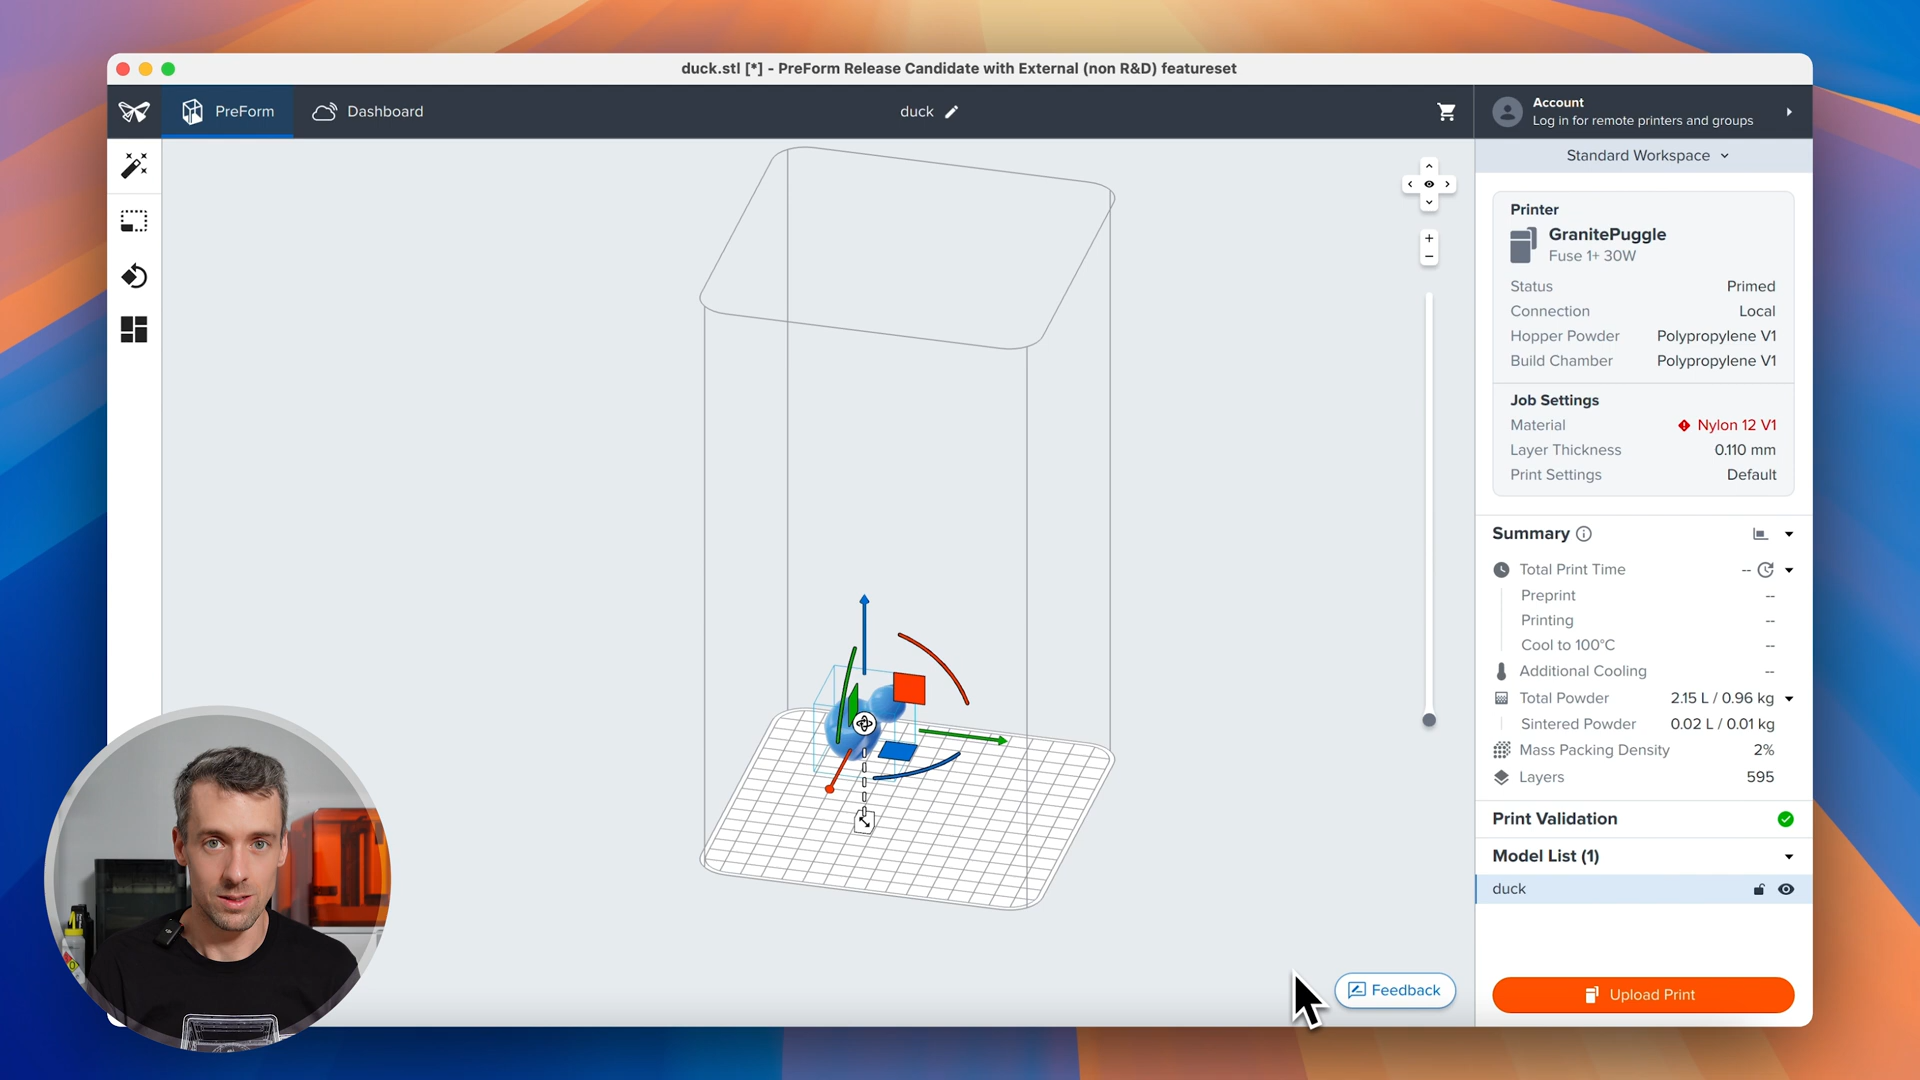 duck.stl [*] - PreForm Release Candidate with External (non R&D) featureset
PreForm
Dashboard
duck
Account
Log in for remote printers and groups
Standard Workspace
Printer
GranitePuggle
Fuse 1+ 30W
Status Primed
Connection Local
Hopper Powder Polypropylene V1
Build Chamber Polypropylene V1
Job Settings
Material Nylon 12 V1
Layer Thickness 0.110 mm
Print Settings Default
Summary
Total Print Time --
Preprint --
Printing --
Cool to 100°C --
Additional Cooling --
Total Powder 2.15 L / 0.96 kg
Sintered Powder 0.02 L / 0.01 kg
Mass Packing Density 2%
Layers 595
Print Validation
Model List (1)
duck
Feedback
Upload Print